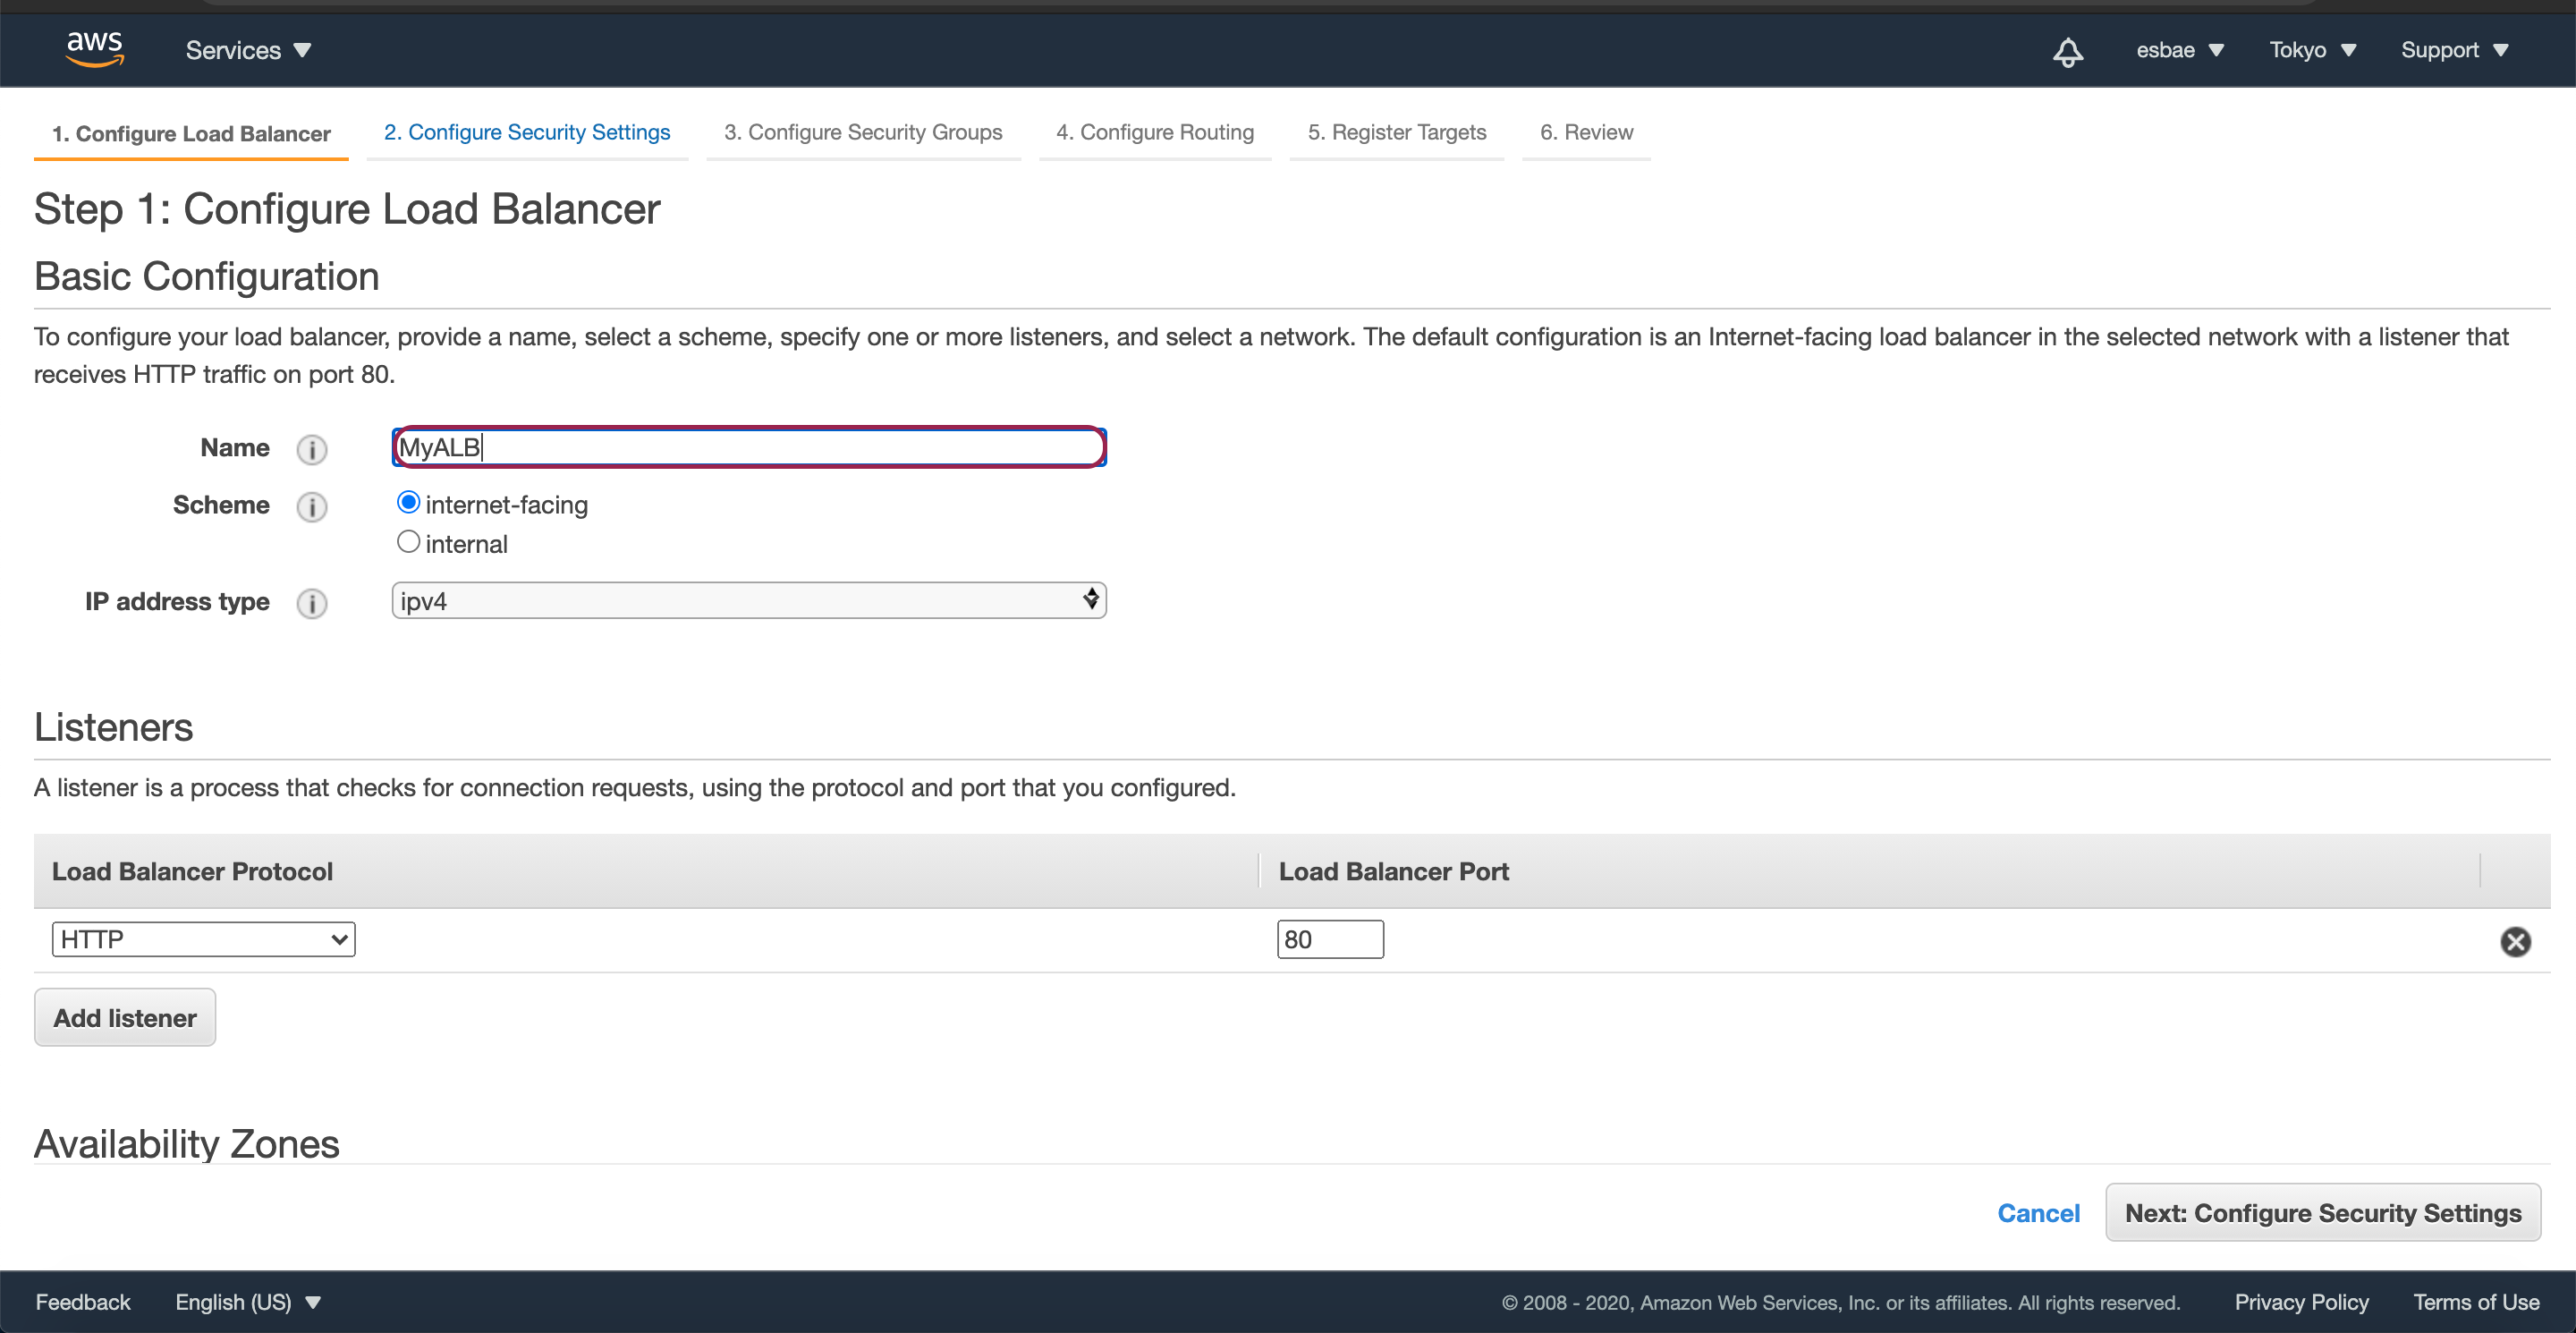 aws Services esbae Tokyo Support
1. Configure Load Balancer 2. Configure Security Settings 3. Configure Security Groups 4. Configure Routing 5. Register Targets 6. Review
Step 1: Configure Load Balancer
Basic Configuration
To configure your load balancer, provide a name, select a scheme, specify one or more listeners, and select a network. The default configuration is an Internet-facing load balancer in the selected network with a listener that
receives HTTP traffic on port 80.
Name i MyALB
Scheme i internet-facing
internal
IP address type i ipv4
Listeners
A listener is a process that checks for connection requests, using the protocol and port that you configured.
Load Balancer Protocol Load Balancer Port
HTTP 80
Add listener
Availability Zones
Cancel Next: Configure Security Settings
Feedback English (US) © 2008 - 2020, Amazon Web Services, Inc. or its affiliates. All rights reserved. Privacy Policy Terms of Use